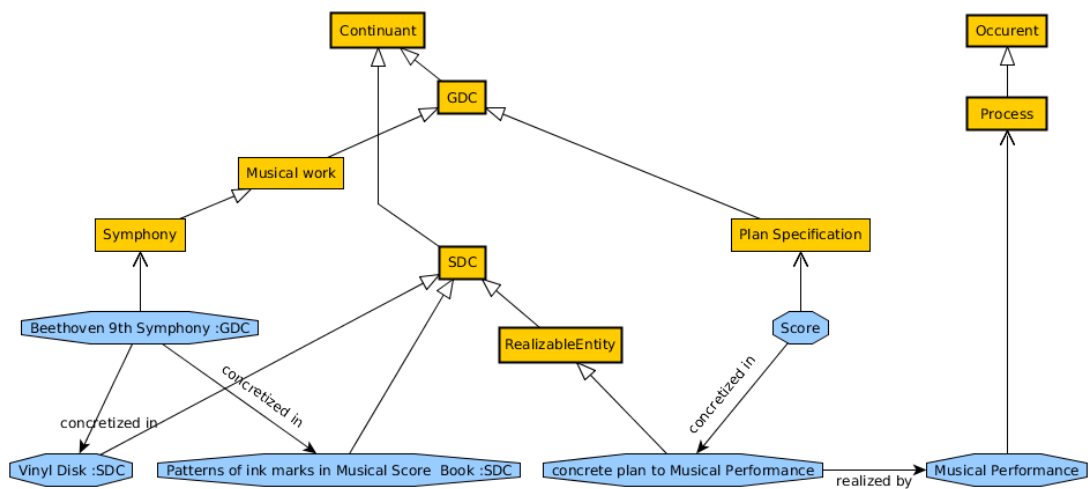 Continuant
Occurent
GDC
Process
Musical work
Symphony
Plan Specification
SDC
Beethoven 9th Symphony :GDC
Score
RealizableEntity
concretized in
concretized in
concretized in
Vinyl Disk :SDC
Patterns of ink marks in Musical Score Book :SDC
concrete plan to Musical Performance
realized by
Musical Performance